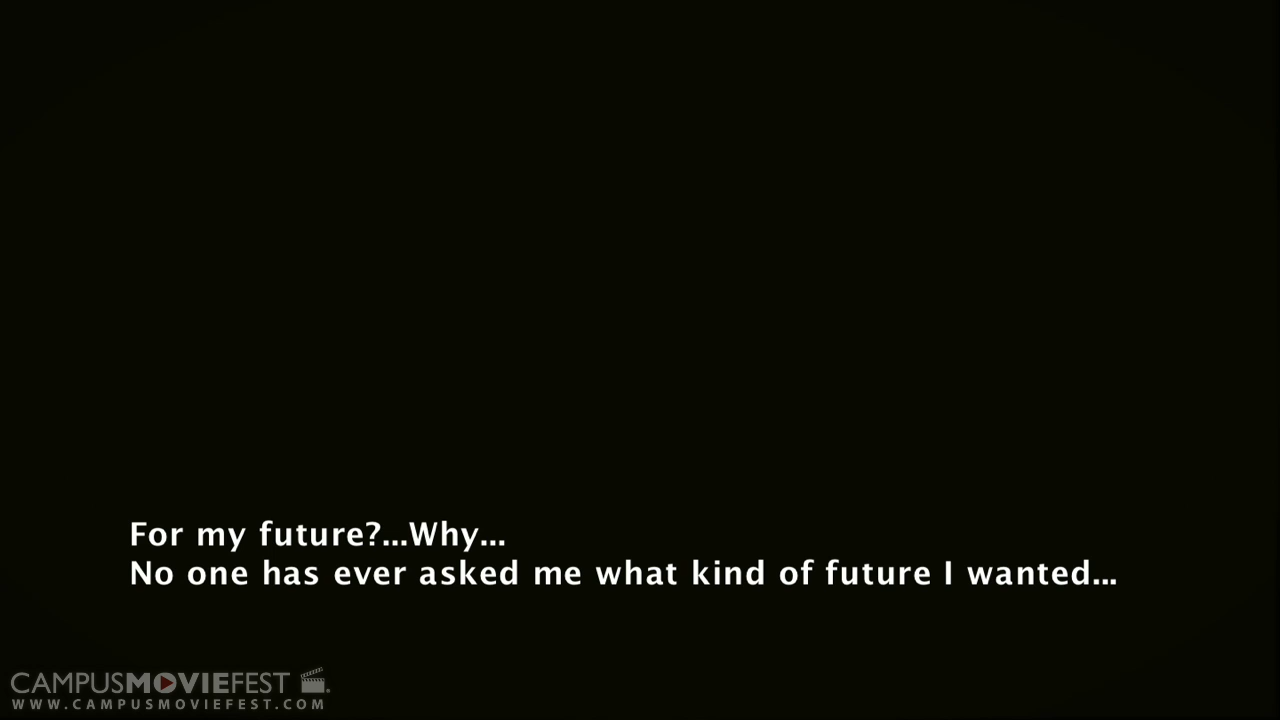 For my future?...Why...
No one has ever asked me what kind of future I wanted...
CAMPUSMOVIEFEST
WWW.CAMPUSMOVIEFEST.COM